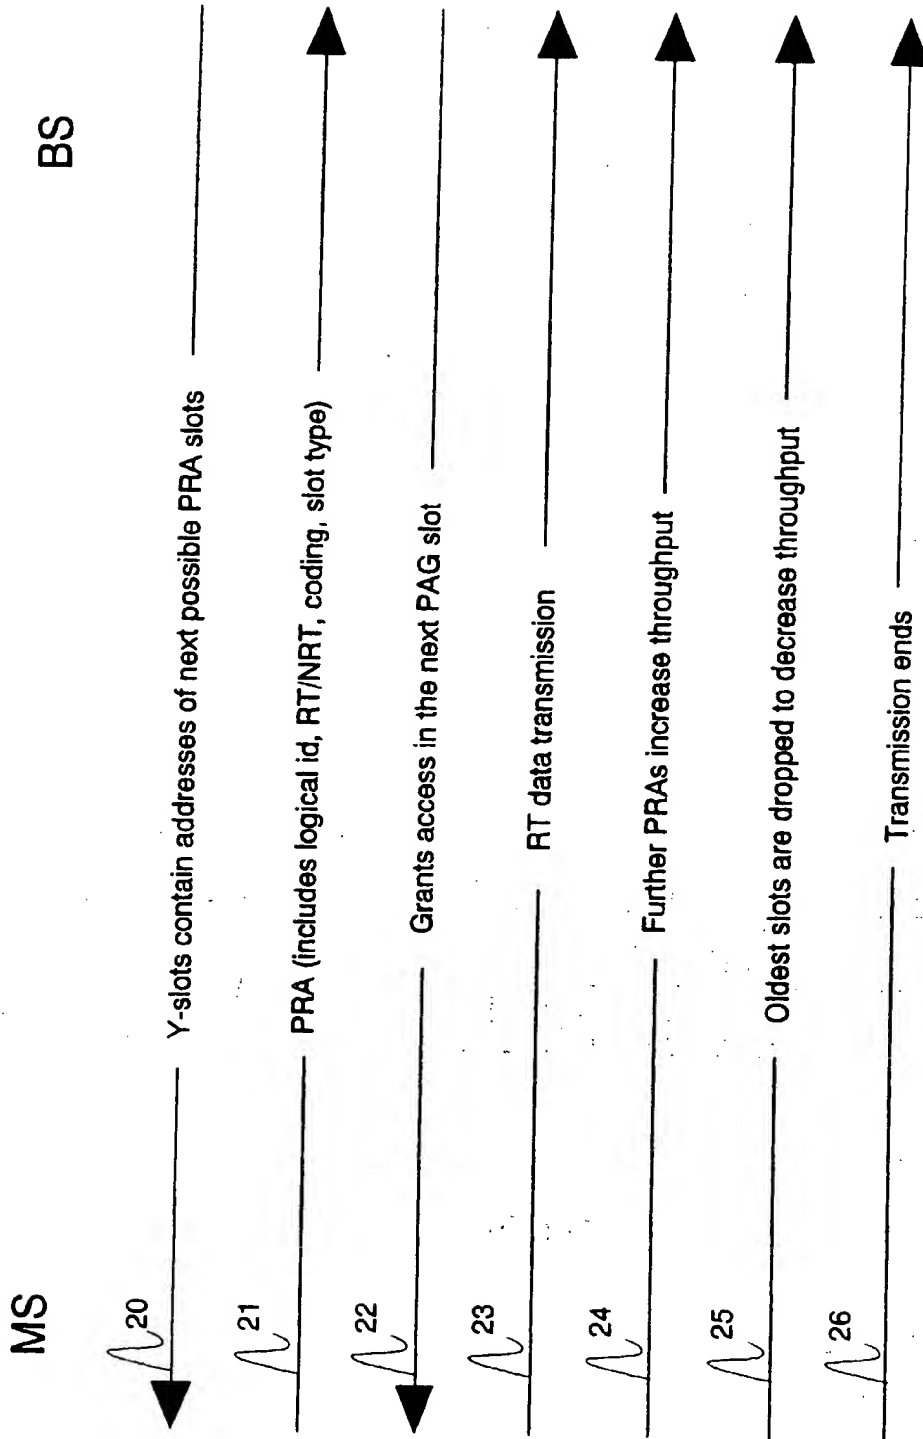 MS BS
20 Y-slots contain addresses of next possible PRA slots
21 PRA (includes logical id, RT/NRT, coding, slot type)
22 Grants access in the next PAG slot
23 RT data transmission
24 Further PRAs increase throughput
25 Oldest slots are dropped to decrease throughput
26 Transmission ends